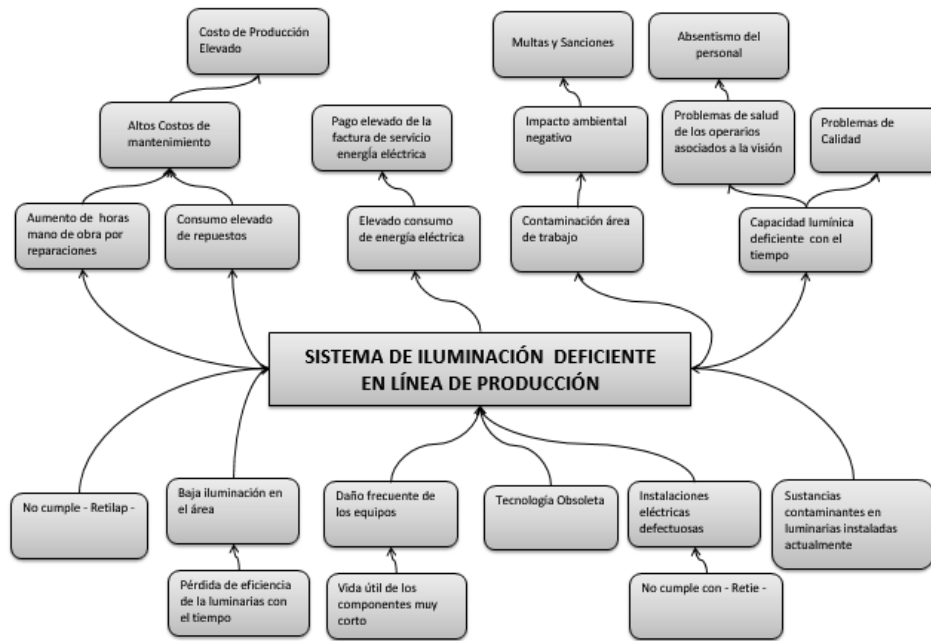 Costo de Producción
Elevado
Multas y Sanciones
Absentismo del
personal
Altos Costos de
mantenimiento
Pago elevado de la
factura de servicio
energía eléctrica
Impacto ambiental
negativo
Problemas de salud
de los operarios
asociados a la visión
Problemas de
Calidad
Aumento de horas
mano de obra por
reparaciones
Consumo elevado
de repuestos
Elevado consumo
de energía eléctrica
Contaminación área
de trabajo
Capacidad lumínica
deficiente con el
tiempo
SISTEMA DE ILUMINACIÓN DEFICIENTE
EN LÍNEA DE PRODUCCIÓN
No cumple - Retilap -
Baja iluminación en
el área
Daño frecuente de
los equipos
Tecnología Obsoleta
Instalaciones
eléctricas
defectuosas
Sustancias
contaminantes en
luminarias instaladas
actualmente
Pérdida de eficiencia
de la luminarias con
el tiempo
Vida útil de los
componentes muy
corto
No cumple con - Retie -